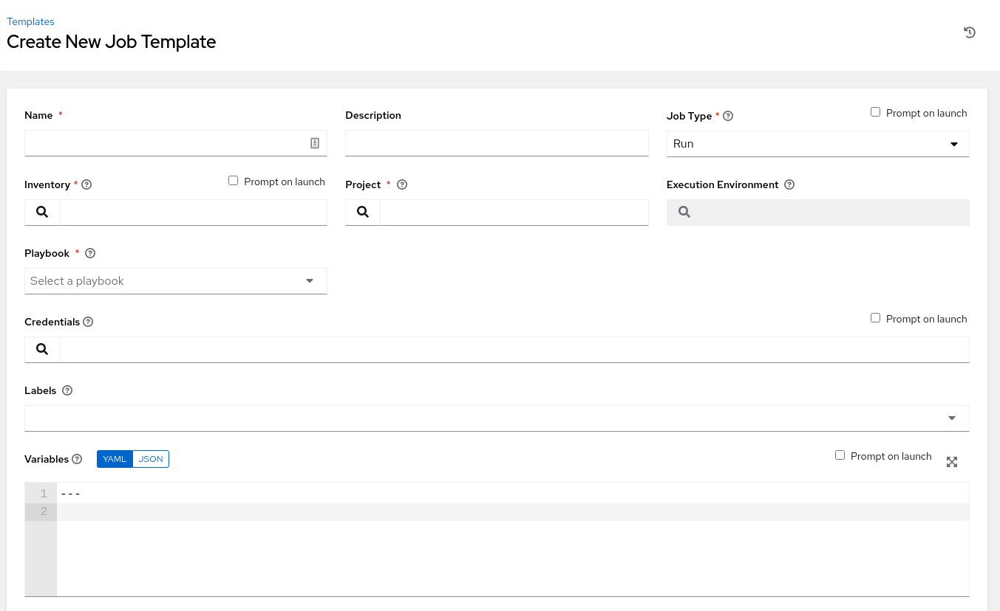 Templates
Create New Job Template
Name *
Description
Job Type *
Prompt on launch
Run
Inventory *
Prompt on launch
Project *
Execution Environment
Playbook *
Select a playbook
Credentials
Prompt on launch
Labels
Variables
YAML JSON
Prompt on launch
1 ---
2